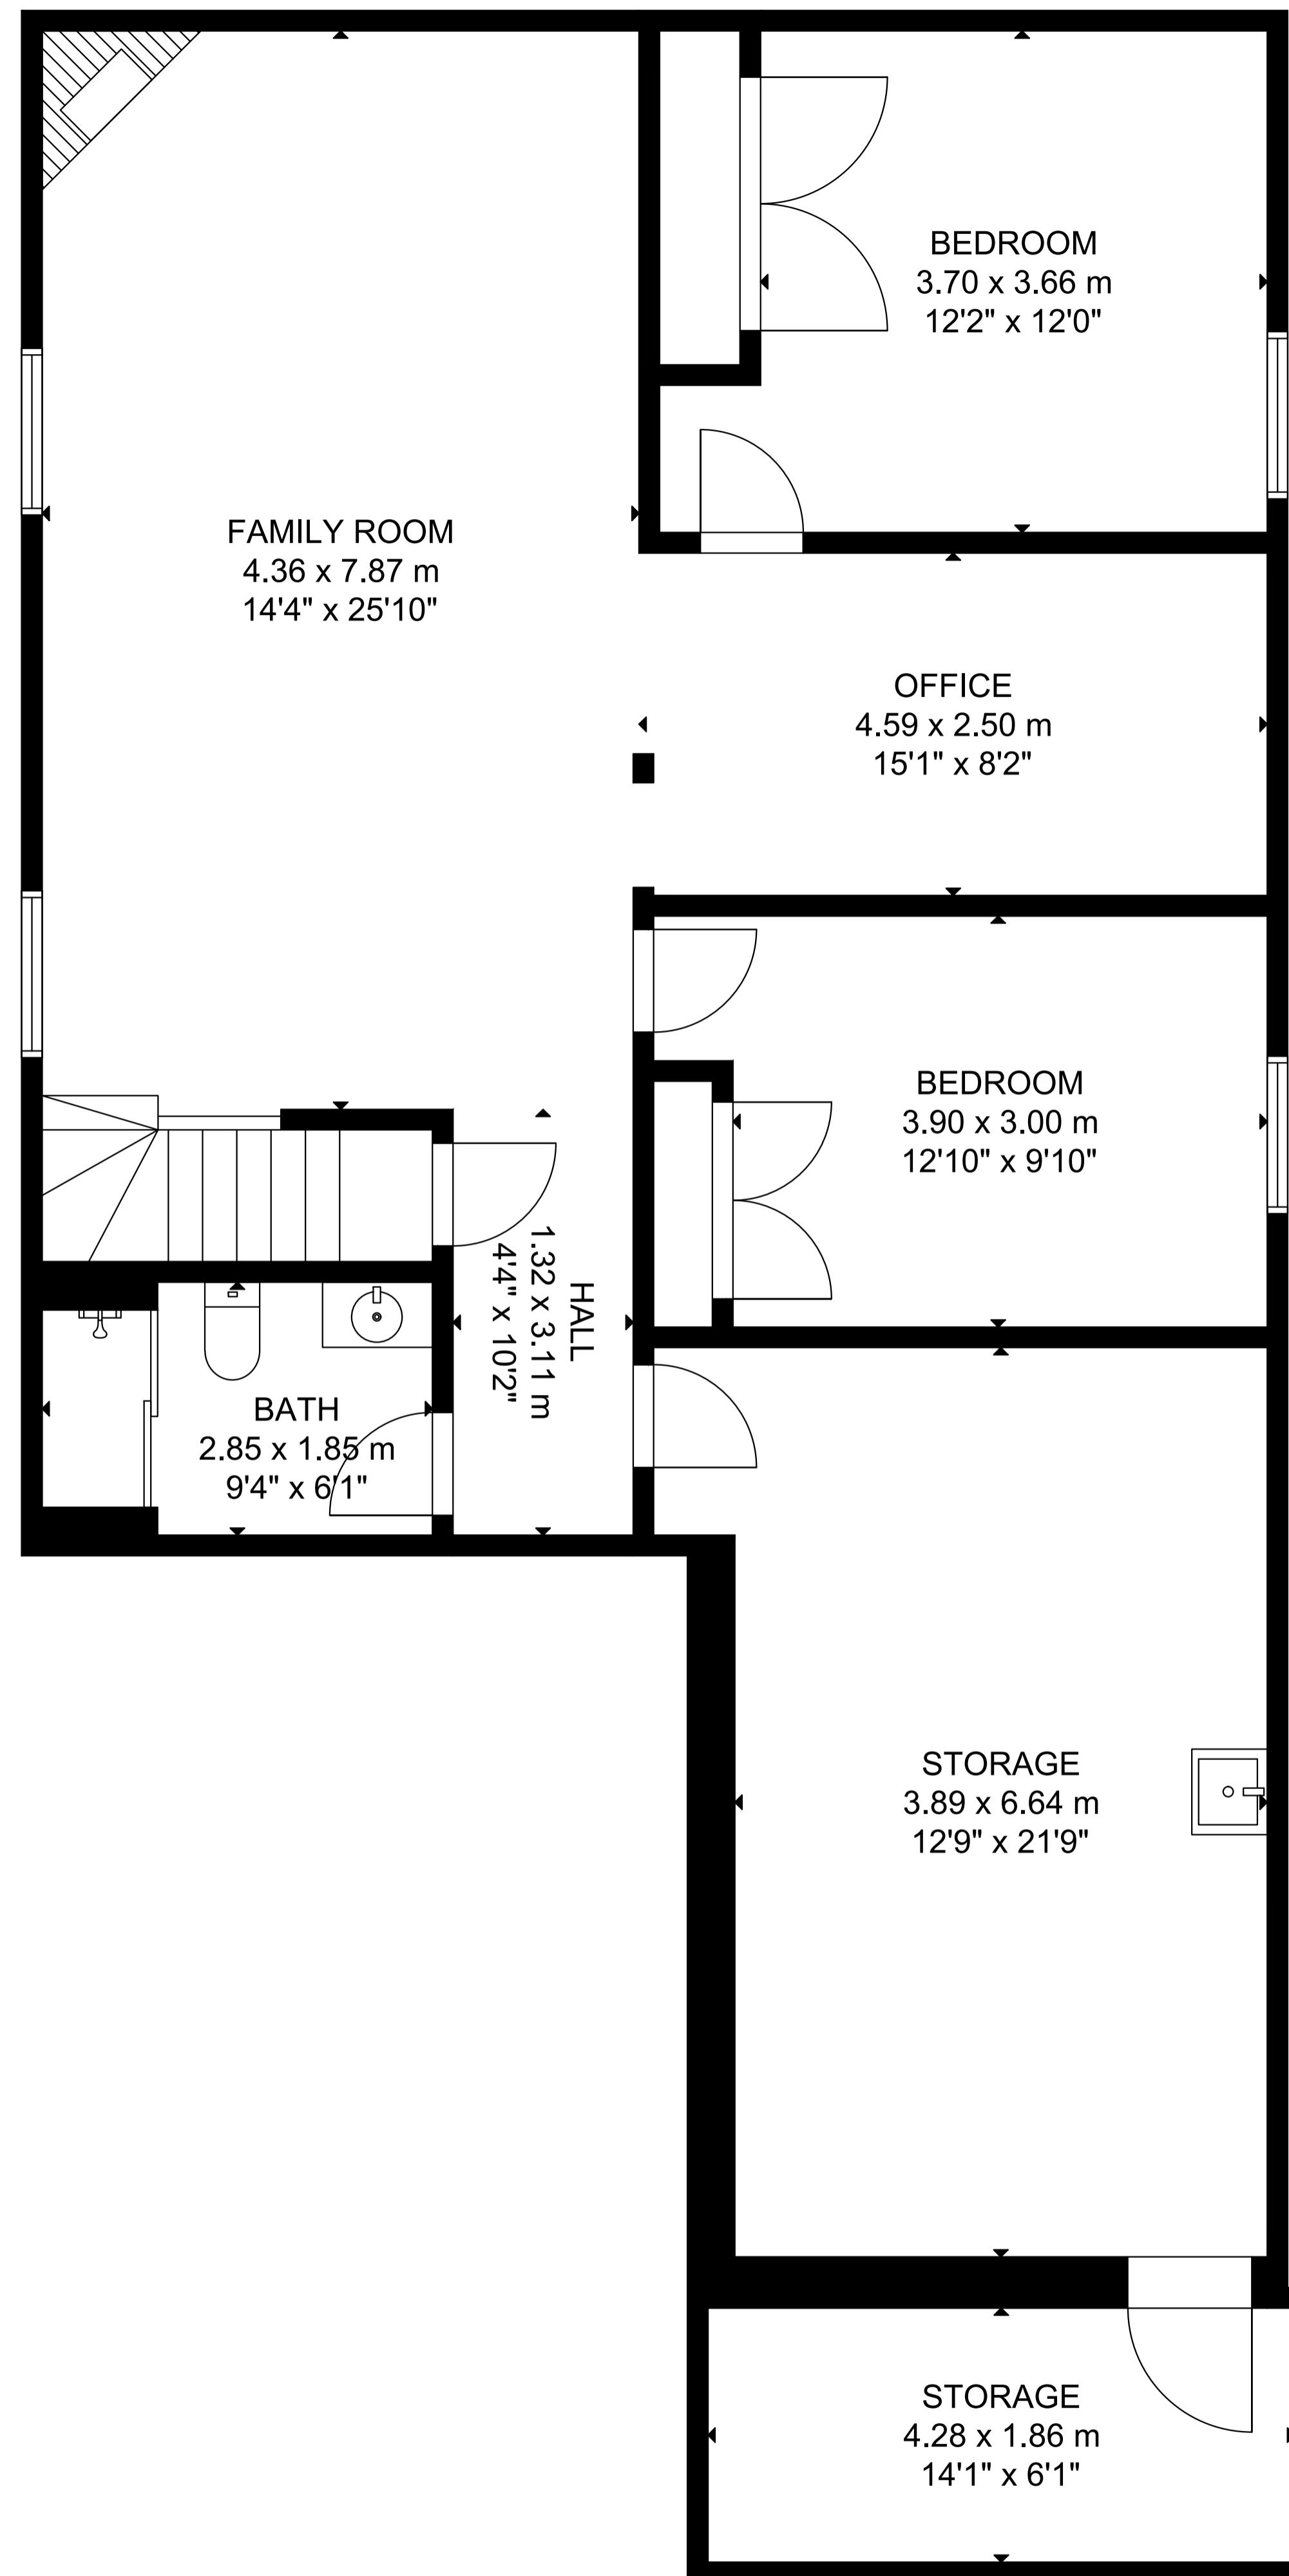 BEDROOM
3.70 x 3.66 m
12'2" x 12'0"
FAMILY ROOM
4.36 x 7.87 m
14'4" x 25'10"
OFFICE
4.59 x 2.50 m
15'1" x 8'2"
BEDROOM
3.90 x 3.00 m
12'10" x 9'10"
HALL
1.32 x 3.11 m
4'4" x 10'2"
BATH
2.85 x 1.85 m
9'4" x 6'1"
STORAGE
3.89 x 6.64 m
12'9" x 21'9"
STORAGE
4.28 x 1.86 m
14'1" x 6'1"